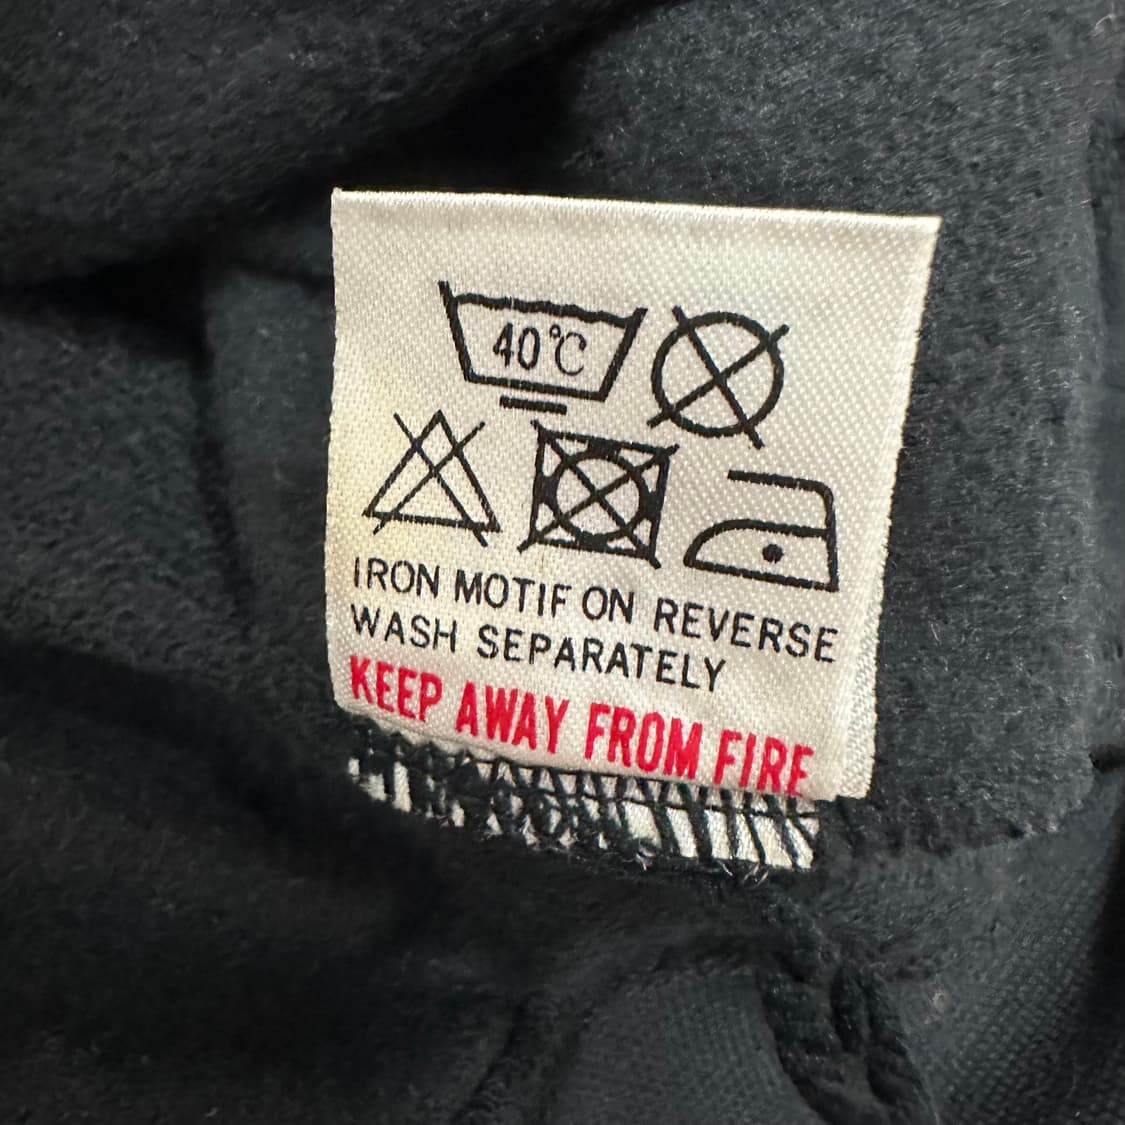 40°C
IRON MOTIF ON REVERSE
WASH SEPARATELY
KEEP AWAY FROM FIRE